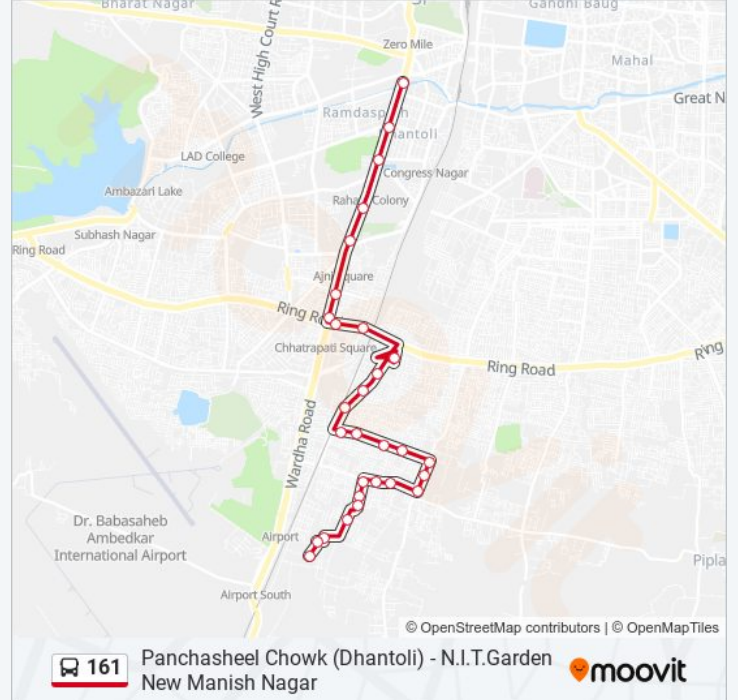 Bharat Nagar
Gandhi Baug
West High Court R
Zero Mile
Mahal
Great N
Ramdaspeth
Dhantoli
LAD College
Congress Nagar
Ambazari Lake
Colony
Subhash Nagar
Ring Road
Ajni Square
Ring R
Chhatrapati Square
Ring Road
Ring
Wardha Road
Dr. Babasaheb
Ambedkar
International Airport
Airport
Pipla
Airport South
© OpenStreetMap contributors | © OpenMapTiles
161
Panchasheel Chowk (Dhantoli) - N.I.T.Garden
New Manish Nagar
moovit